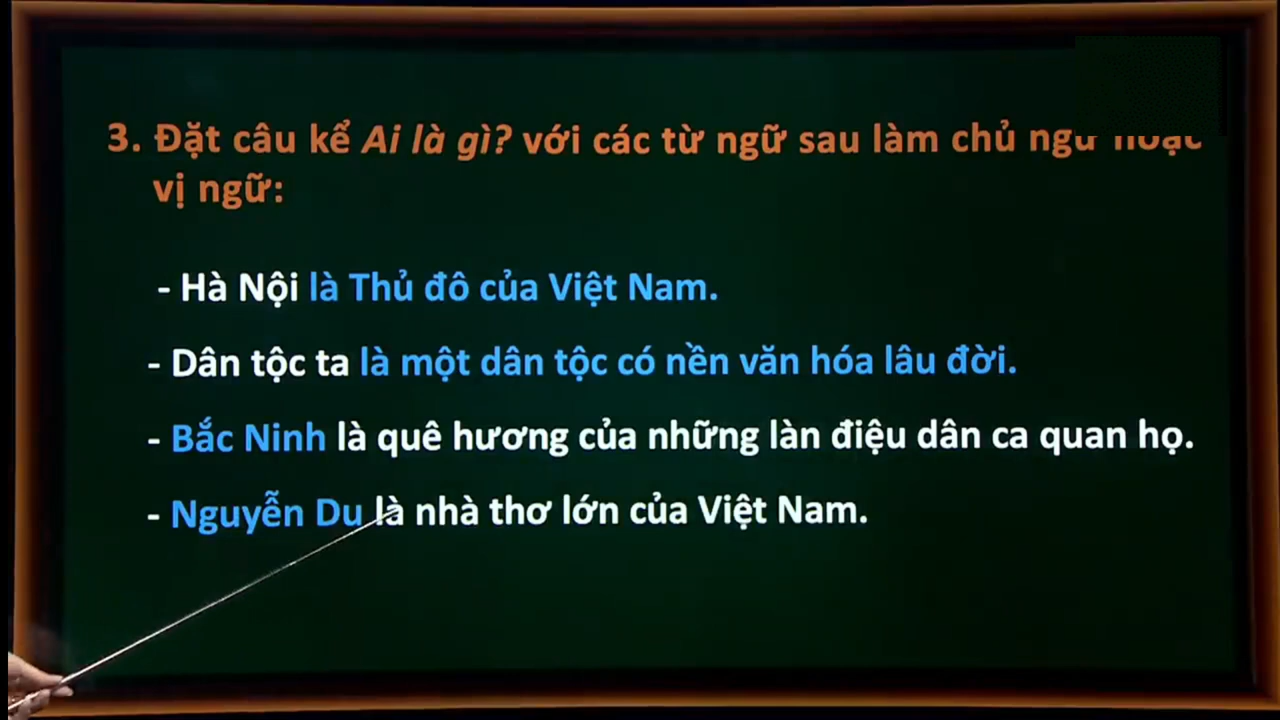 3. Đặt câu kể Ai là gì? với các từ ngữ sau làm chủ ngữ hoặc
vị ngữ:
- Hà Nội là Thủ đô của Việt Nam.
- Dân tộc ta là một dân tộc có nền văn hóa lâu đời.
- Bắc Ninh là quê hương của những làn điệu dân ca quan họ.
- Nguyễn Du là nhà thơ lớn của Việt Nam.